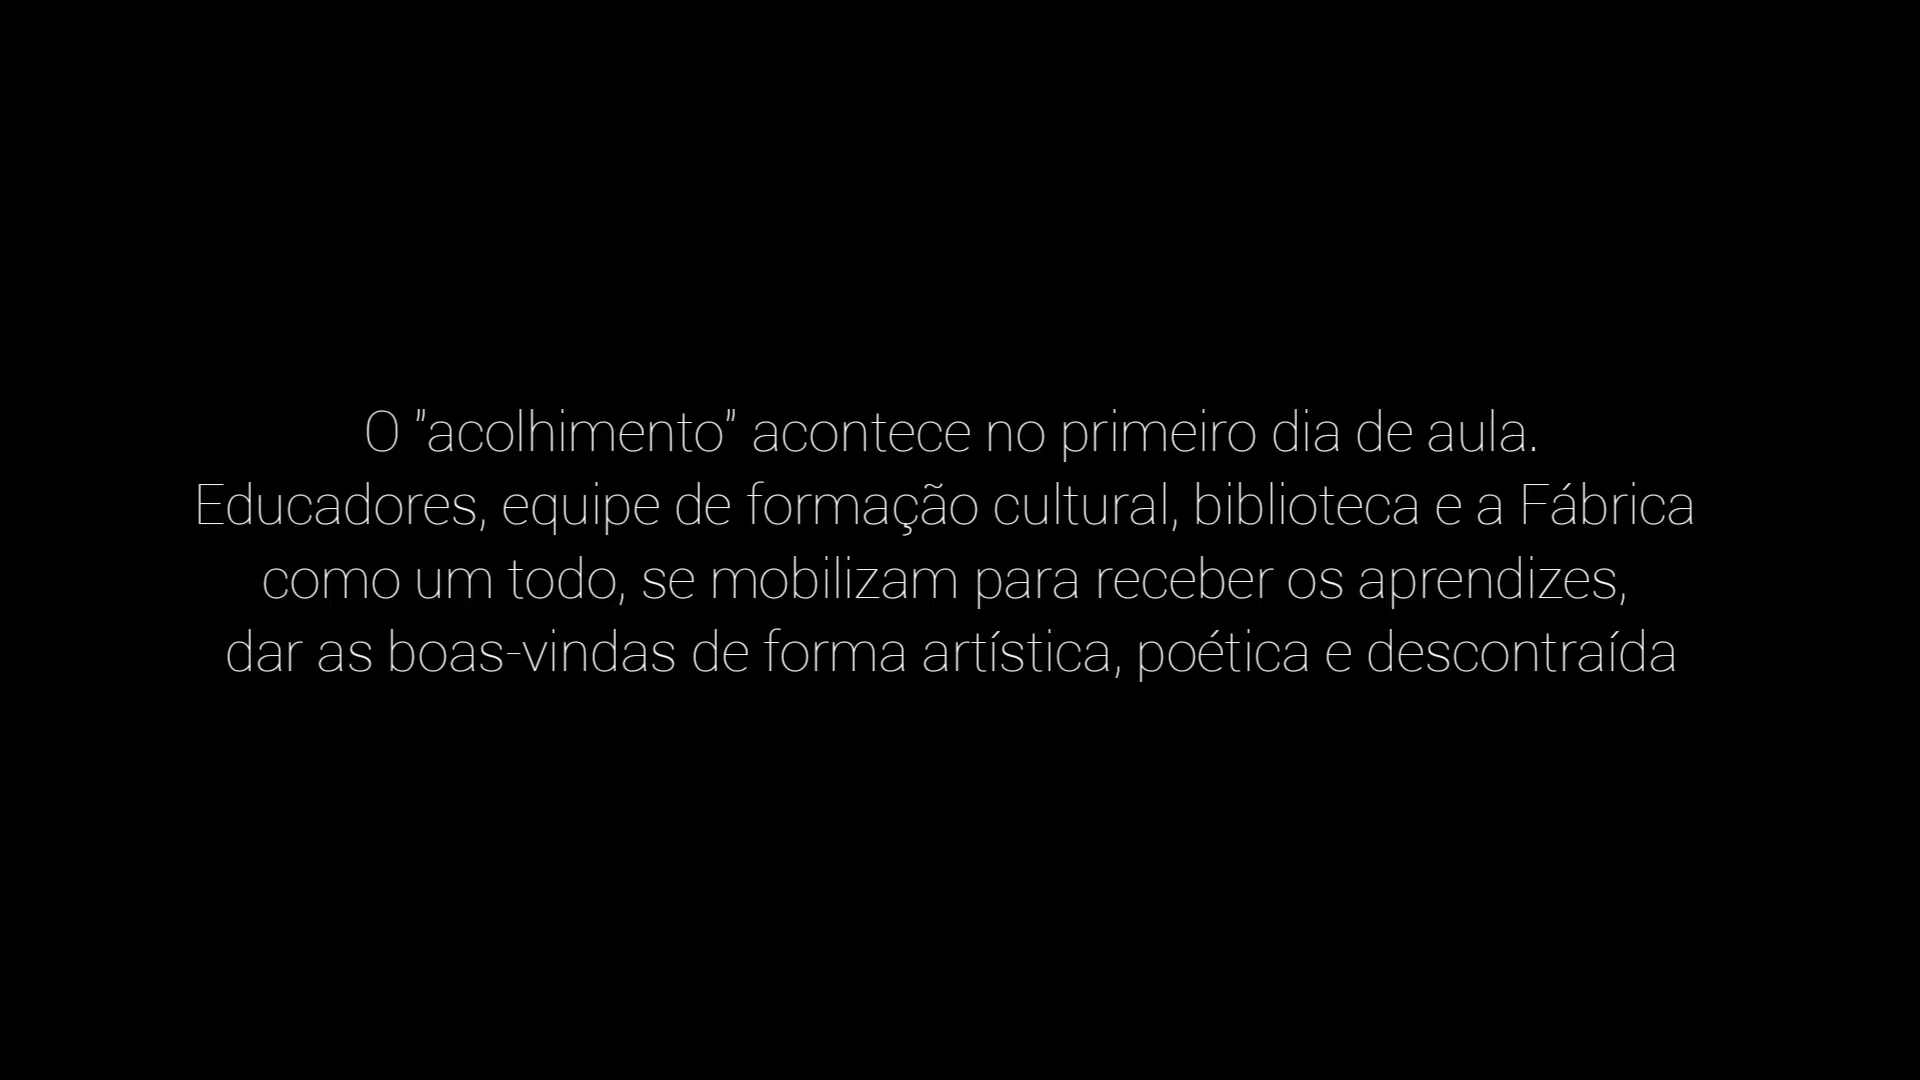 O "acolhimento" acontece no primeiro dia de aula.
Educadores, equipe de formação cultural, biblioteca e a Fábrica
como um todo, se mobilizam para receber os aprendizes,
dar as boas-vindas de forma artística, poética e descontraída